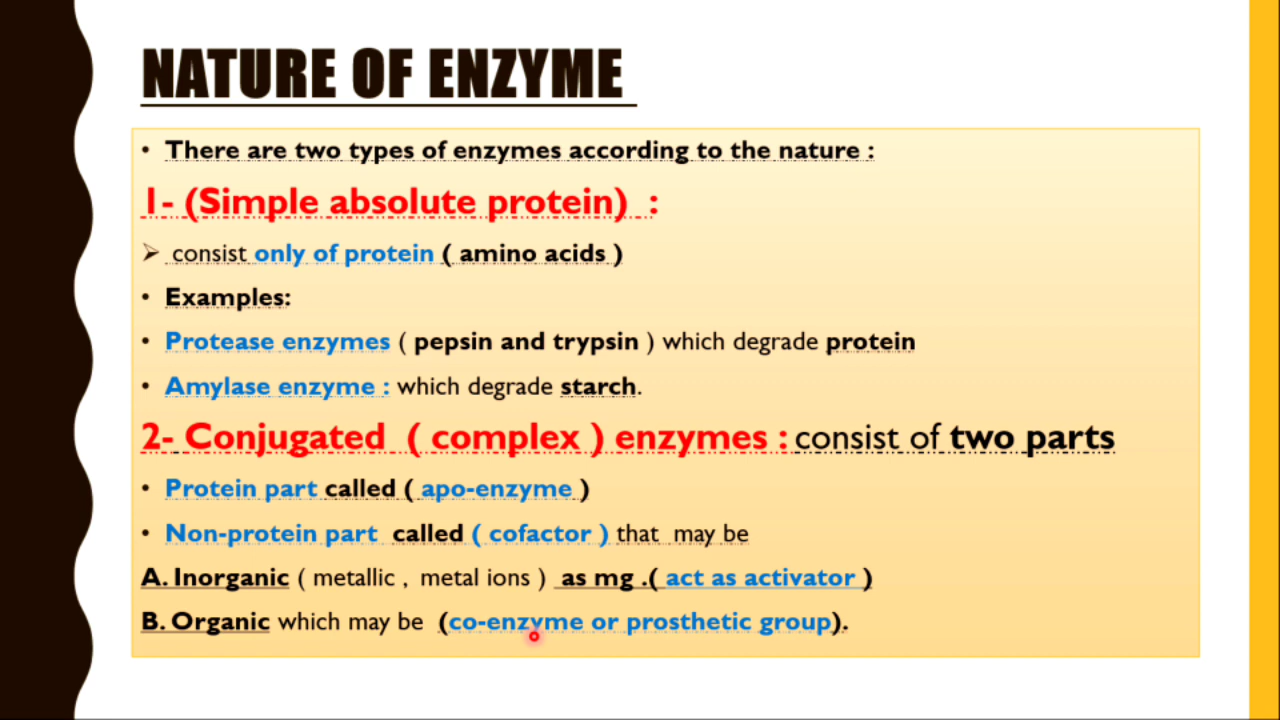 NATURE OF ENZYME
• There are two types of enzymes according to the nature :
1- (Simple absolute protein) :
➢ consist only of protein ( amino acids )
• Examples:
• Protease enzymes ( pepsin and trypsin ) which degrade protein
• Amylase enzyme : which degrade starch.
2- Conjugated ( complex ) enzymes : consist of two parts
• Protein part called ( apo-enzyme )
• Non-protein part called ( cofactor ) that may be
A. Inorganic ( metallic , metal ions ) as mg .( act as activator )
B. Organic which may be (co-enzyme or prosthetic group).